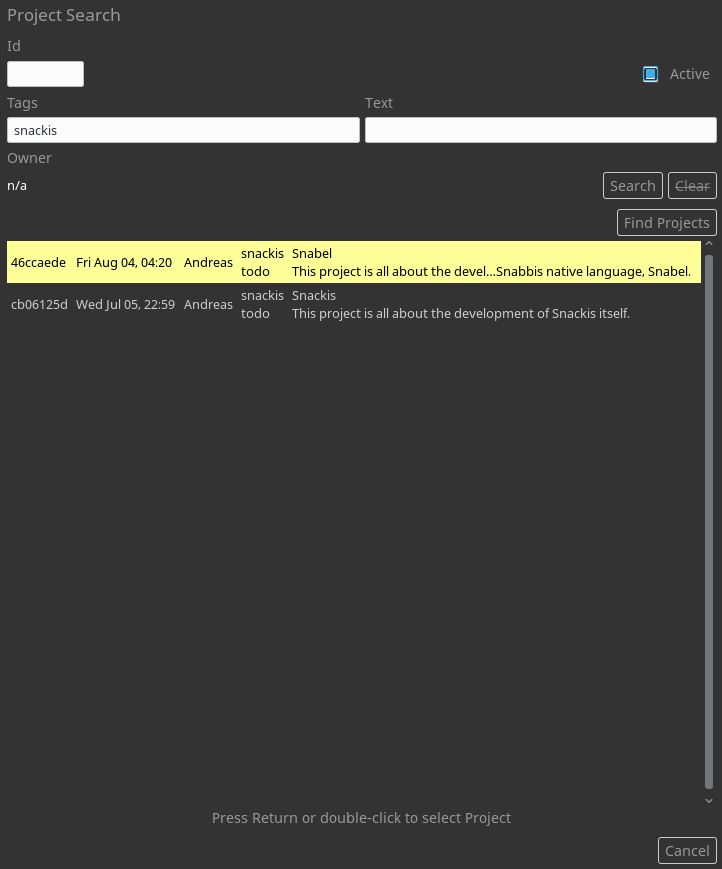 Project Search
Id
Active
Tags Text
snackis
Owner
n/a Search Clear
Find Projects
46ccaede Fri Aug 04, 04:20 Andreas snackis Snabel
todo This project is all about the devel...Snabbis native language, Snabel.
cb06125d Wed Jul 05, 22:59 Andreas snackis Snackis
todo This project is all about the development of Snackis itself.
Press Return or double-click to select Project
Cancel